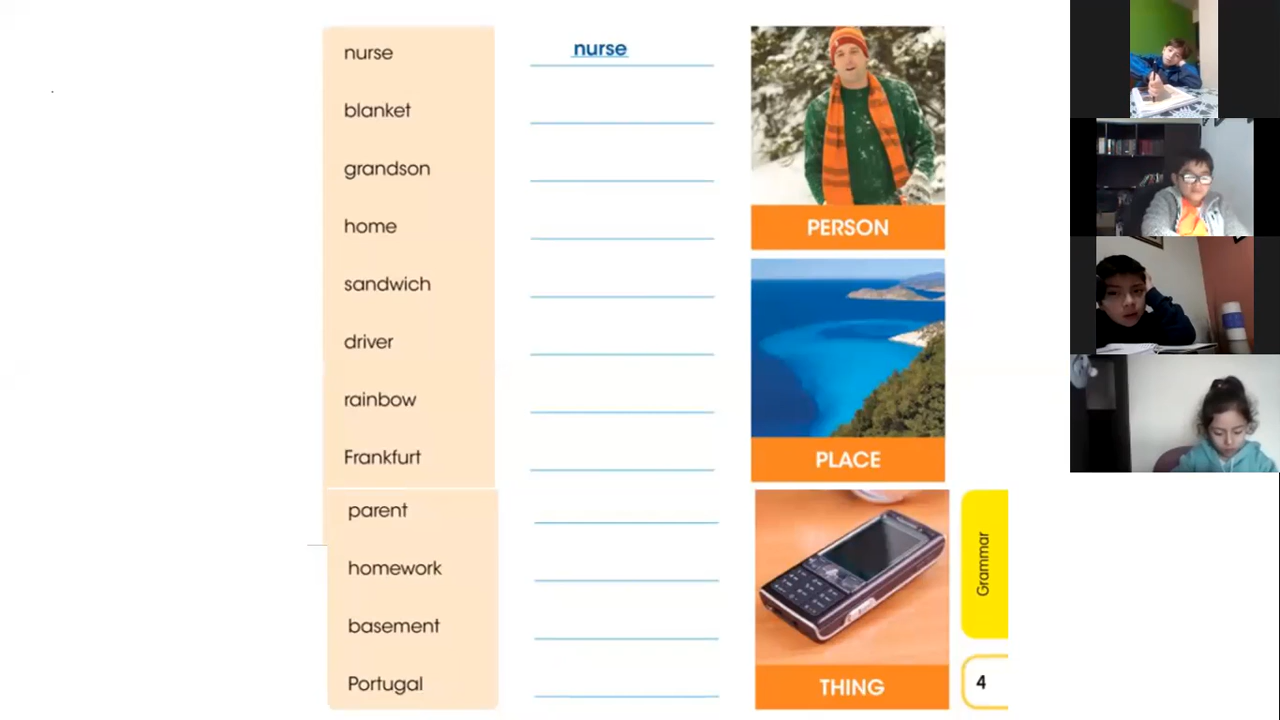 nurse
nurse
blanket
grandson
home
sandwich
driver
rainbow
Frankfurt
parent
homework
basement
Portugal
PERSON
PLACE
THING
Grammar
4